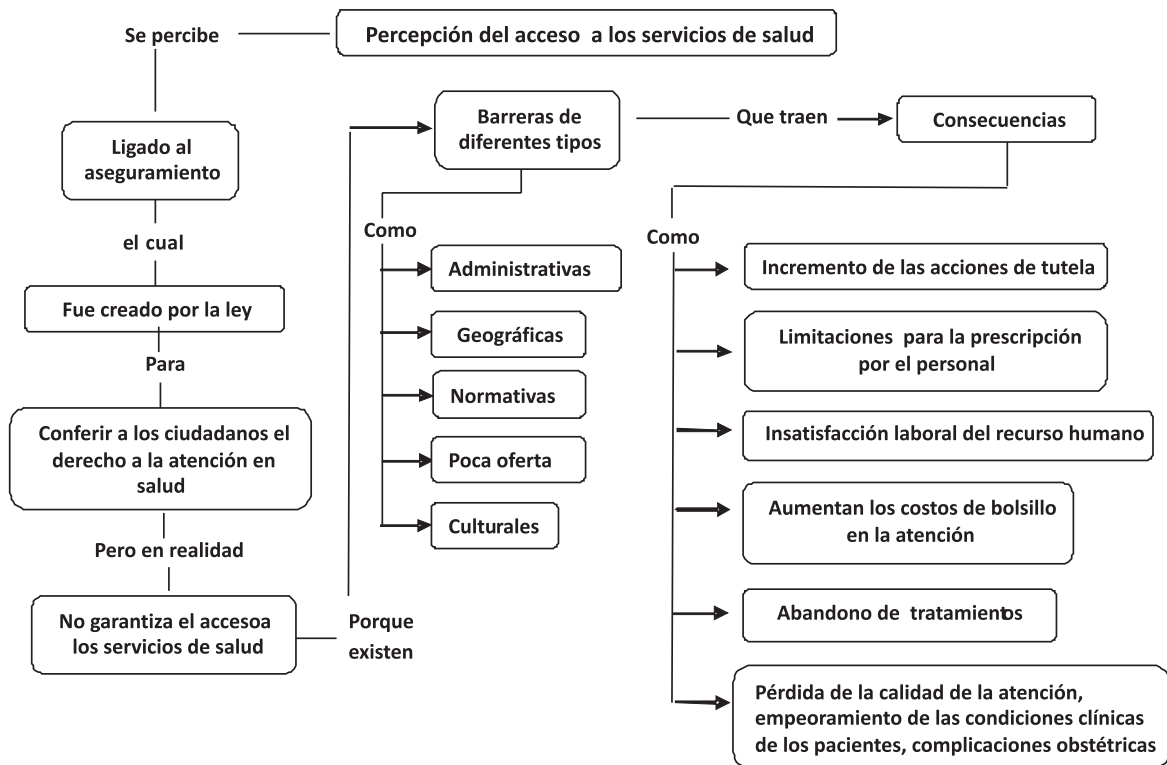 Se percibe
Percepción del acceso a los servicios de salud
Ligado al
aseguramiento
el cual
Fue creado por la ley
Para
Conferir a los ciudadanos el
derecho a la atención en
salud
Pero en realidad
No garantiza el accesoa
los servicios de salud
Porque
existen
Barreras de
diferentes tipos
Como
Administrativas
Geográficas
Normativas
Poca oferta
Culturales
Que traen
Consecuencias
Como
Incremento de las acciones de tutela
Limitaciones para la prescripción
por el personal
Insatisfacción laboral del recurso humano
Aumentan los costos de bolsillo
en la atención
Abandono de tratamientos
Pérdida de la calidad de la atención,
empeoramiento de las condiciones clínicas
de los pacientes, complicaciones obstétricas